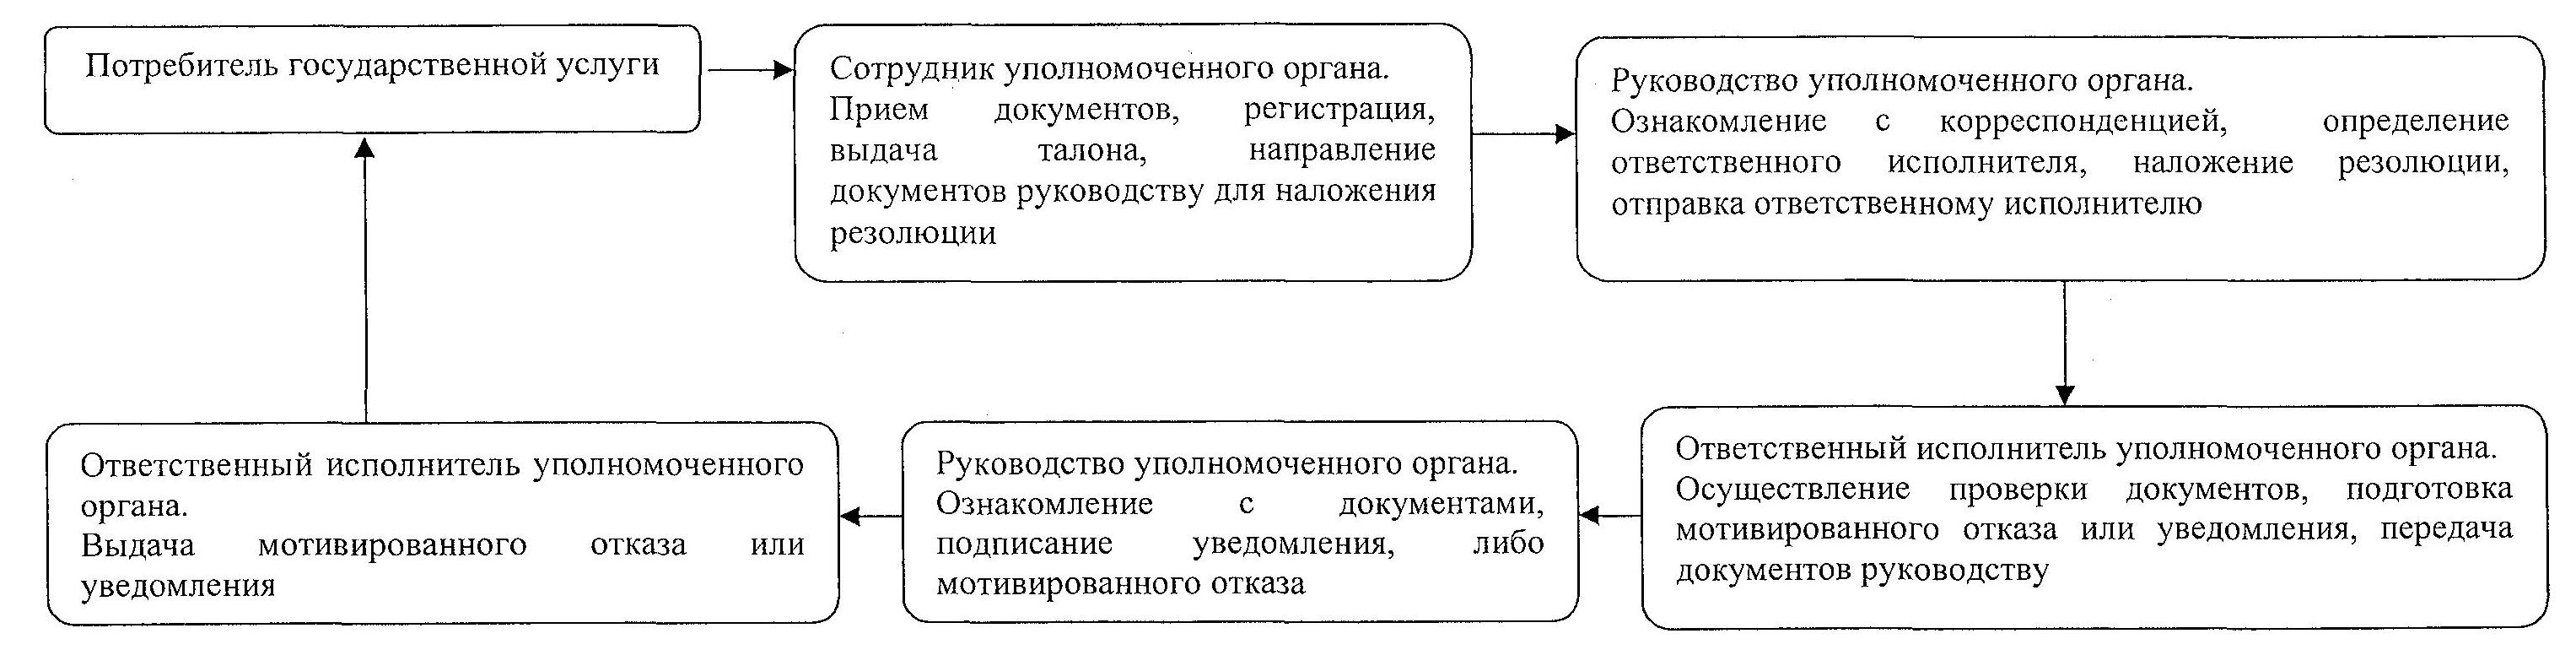 Потребитель государственной услуги
Сотрудник уполномоченного органа.
Прием документов, регистрация,
выдача талона, направление
документов руководству для наложения
резолюции
Руководство уполномоченного органа.
Ознакомление с корреспонденцией, определение
ответственного исполнителя, наложение резолюции,
отправка ответственному исполнителю
Ответственный исполнитель уполномоченного
органа.
Выдача мотивированного отказа или
уведомления
Руководство уполномоченного органа.
Ознакомление с документами,
подписание уведомления, либо
мотивированного отказа
Ответственный исполнитель уполномоченного органа.
Осуществление проверки документов, подготовка
мотивированного отказа или уведомления, передача
документов руководству